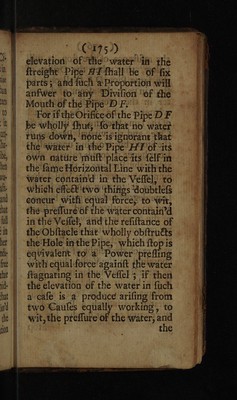 ( 175 )
elevation of the water in the
ſtreight Pipe HI ſhall be of ſix
parts ; and ſuch a Proportion will
anſwer to any Diviſion of the
Mouth of the Pipe D F.
For if the Orifice of the Pipe D F
be wholly ſhut, ſo that no water
runs down, none is ignorant that
the water in the Pipe HI of its
own nature muſt place its ſelf in
the ſame Horizontal Line with the
water contain'd in the Veſſel, to
which effect two things doubtleſs
concur with equal force, to wit,
the preſſure of the water contain'd
in the Veſſel, and the reſiſtance of
the Obſtacle that wholly obſtructs
the Hole in the Pipe, which ſtop is
eqvivalent to a Power preſſing
with equal force againſt the water
ſtagnating in the Veſſel ; if then
the elevation of the water in ſuch
a caſe is a produce ariſing from
two Cauſes equally working, to
wit, the preſſure of the water, and
the